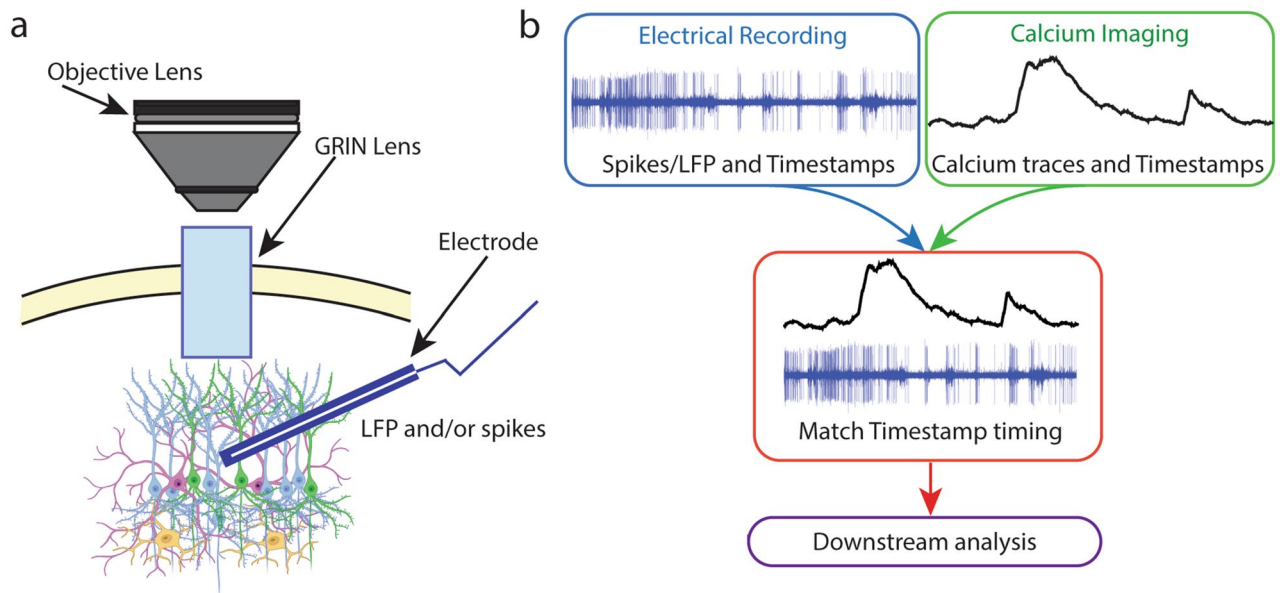 a
Objective Lens
GRIN Lens
Electrode
LFP and/or spikes
b
Electrical Recording
Spikes/LFP and Timestamps
Calcium Imaging
Calcium traces and Timestamps
Match Timestamp timing
Downstream analysis